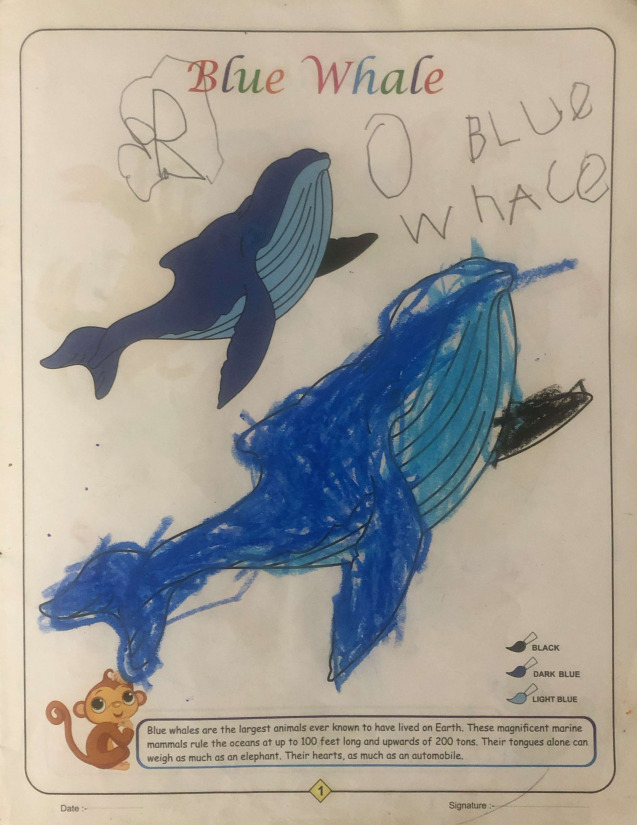 Blue Whale
R
O BLUE
WhALE
BLACK
DARK BLUE
LIGHT BLUE
Blue whales are the largest animals ever known to have lived on Earth. These magnificent marine
mammals rule the oceans at up to 100 feet long and upwards of 200 tons. Their tongues alone can
weigh as much as an elephant. Their hearts, as much as an automobile.
1
Date :-
Signature :-